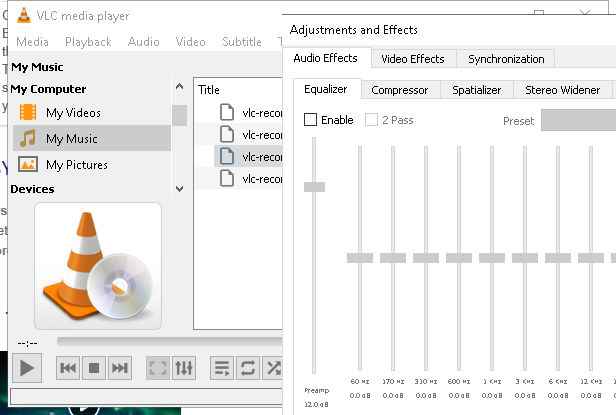 VLC media player
Media Playback Audio Video Subtitle
My Music
My Computer
My Videos
My Music
My Pictures
Devices
Title
vlc-reco
vlc-reco
vlc-reco
vlc-reco
--:--
Adjustments and Effects
Audio Effects Video Effects Synchronization
Equalizer Compressor Spatializer Stereo Widener
Enable 2 Pass Preset
60 Hz 170 Hz 310 Hz 600 Hz 1 KHz 3 KHz 6 KHz 12 KHz
Preamp 0.0 dB 0.0 dB 0.0 dB 0.0 dB 0.0 dB 0.0 dB 0.0 dB 0.0 dB
12.0 dB